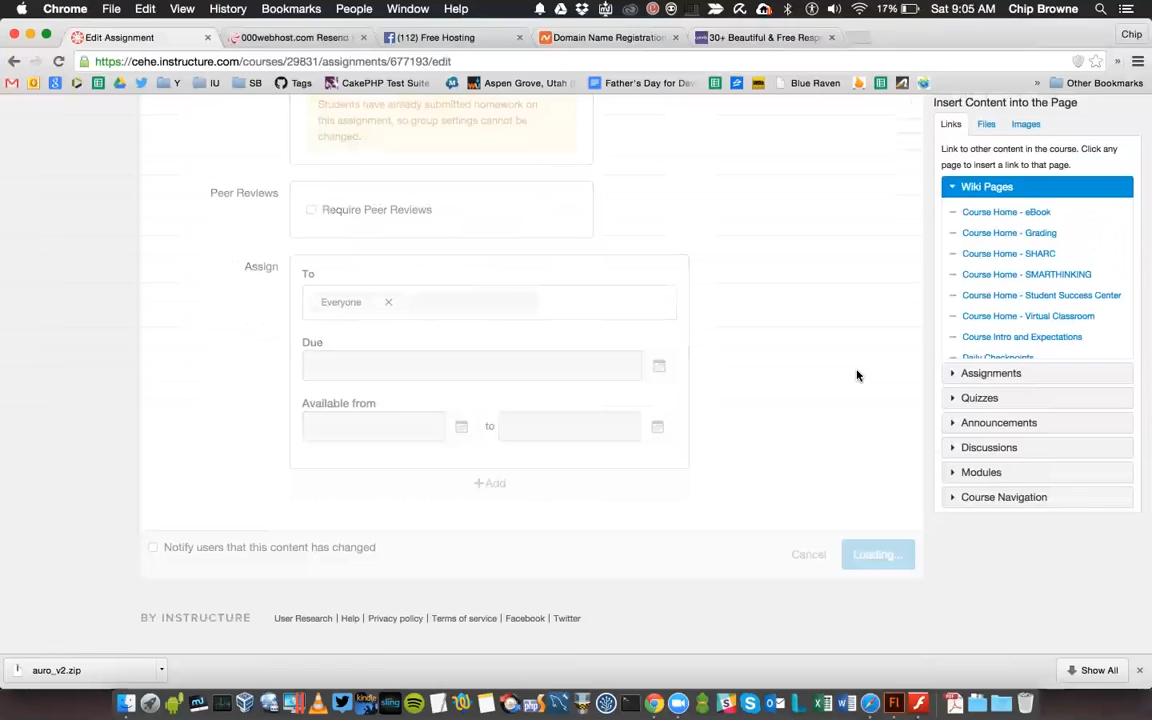 Chrome File Edit View History Bookmarks People Window Help 17% Sat 9:05 AM Chip Browne
Edit Assignment 000webhost.com Resend (112) Free Hosting Domain Name Registration 30+ Beautiful & Free Resp Chip
https://cehe.instructure.com/courses/29831/assignments/677193/edit
Y IU SB Tags CakePHP Test Suite Aspen Grove, Utah ( Father's Day for De Blue Raven » Other Bookmarks
Students have already submitted homework on
this assignment, so group settings cannot be
changed.
Peer Reviews
Require Peer Reviews
Assign
To
Everyone
Due
Available from
to
+Add
Notify users that this content has changed
Cancel Loading...
Insert Content into the Page
Links Files Images
Link to other content in the course. Click any
page to insert a link to that page.
Wiki Pages
Course Home - eBook
Course Home - Grading
Course Home - SHARC
Course Home - SMARTHINKING
Course Home - Student Success Center
Course Home - Virtual Classroom
Course Intro and Expectations
Daily Checkpoints
Assignments
Quizzes
Announcements
Discussions
Modules
Course Navigation
BY INSTRUCTURE User Research | Help | Privacy policy | Terms of service | Facebook | Twitter
auro_v2.zip Show All